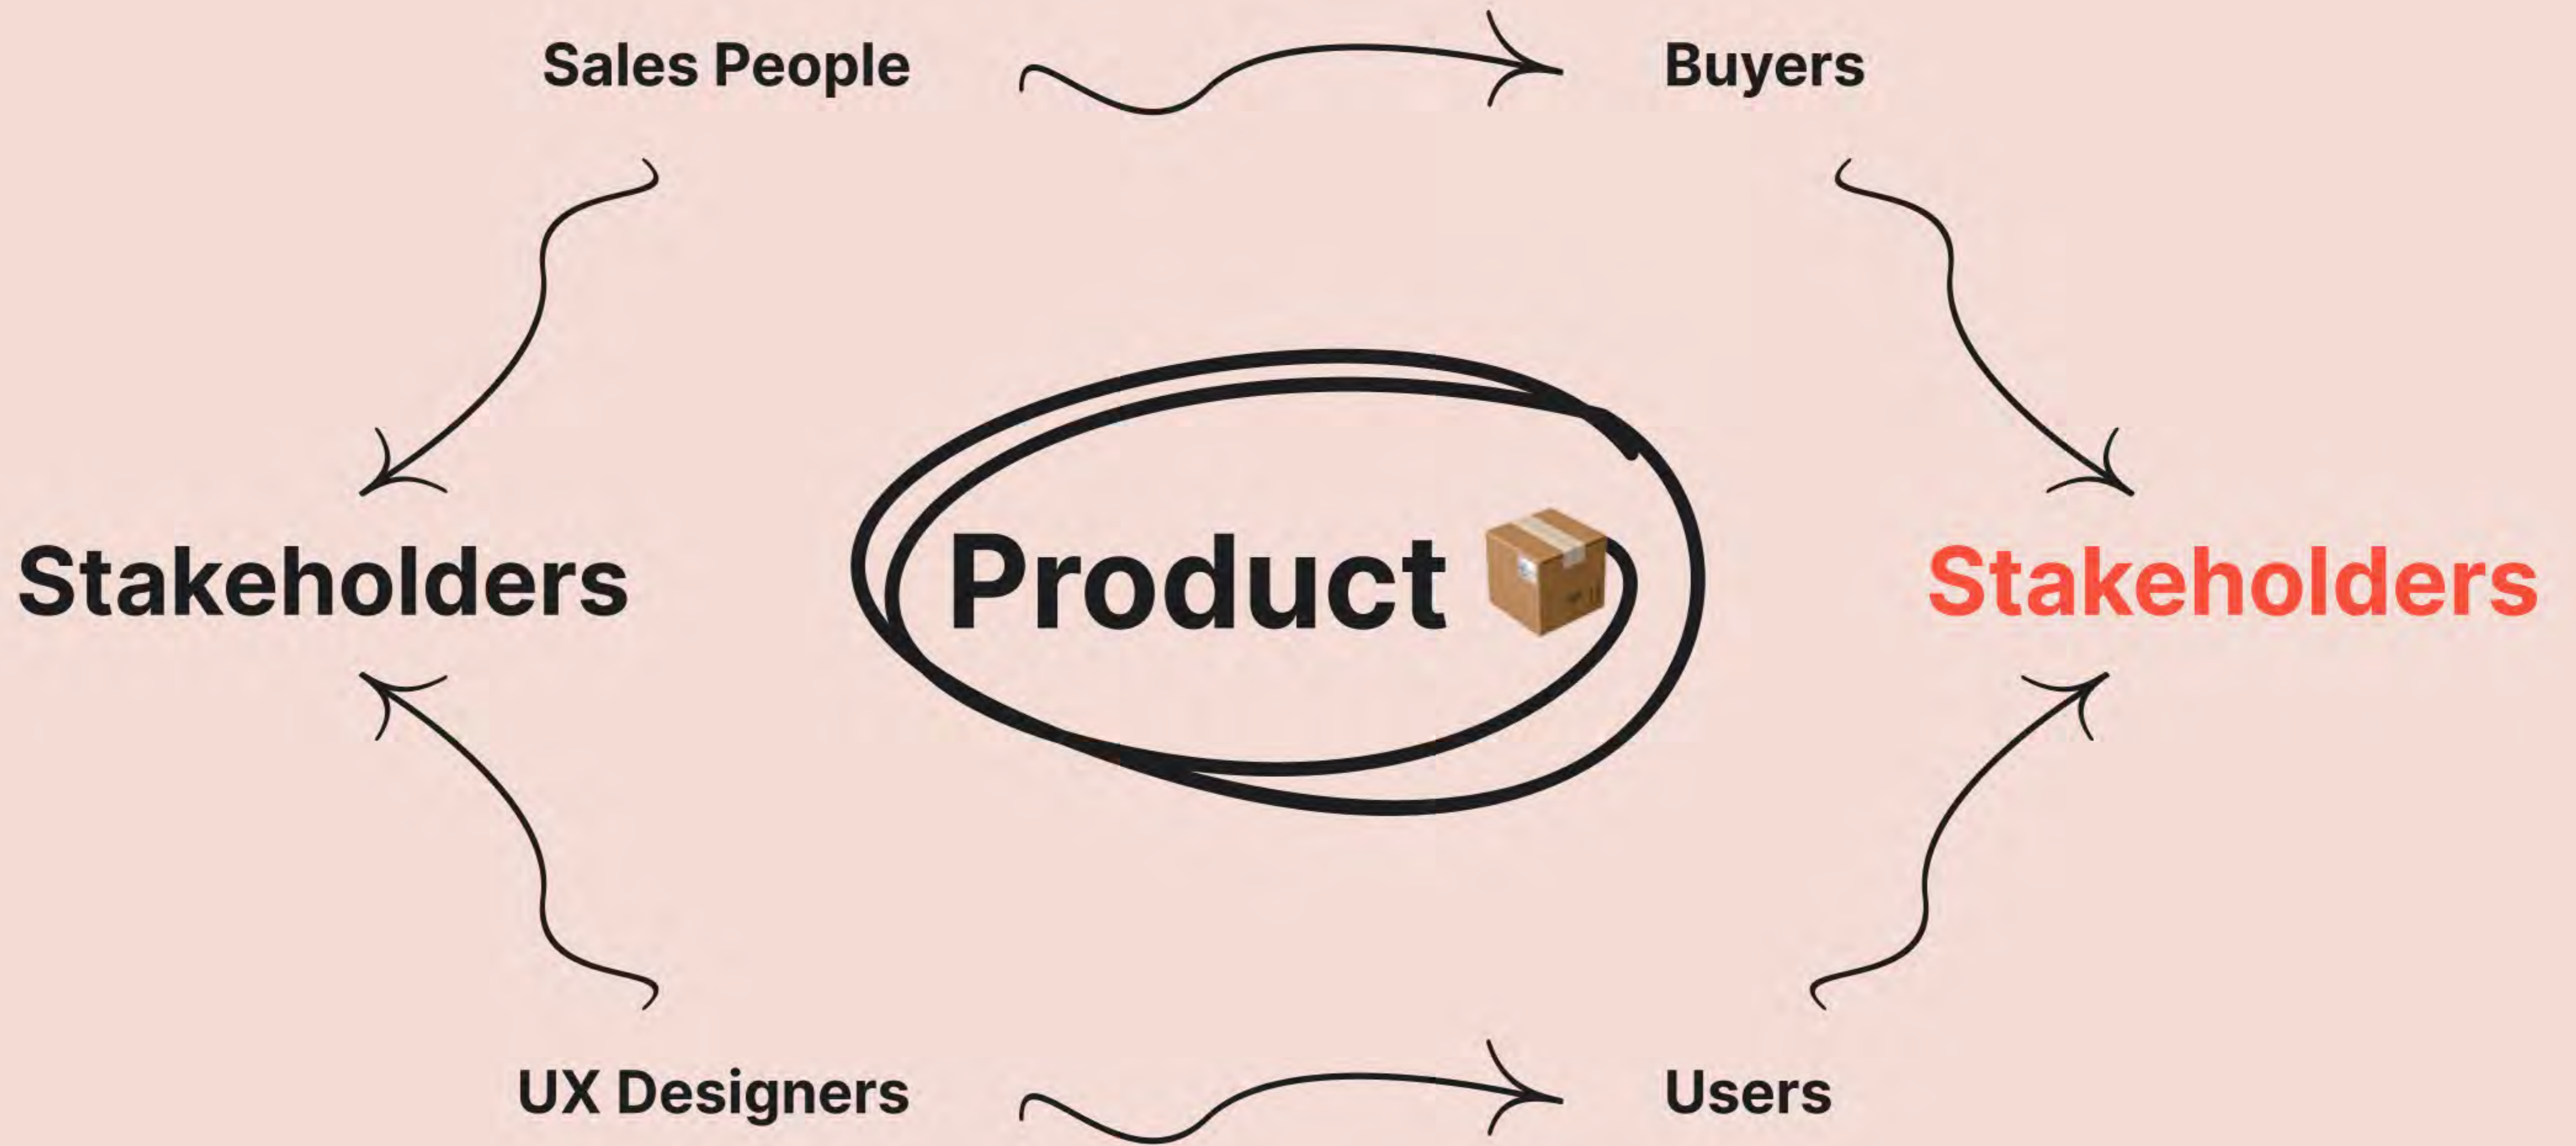 Sales People
Buyers
Stakeholders
Product
Stakeholders
UX Designers
Users